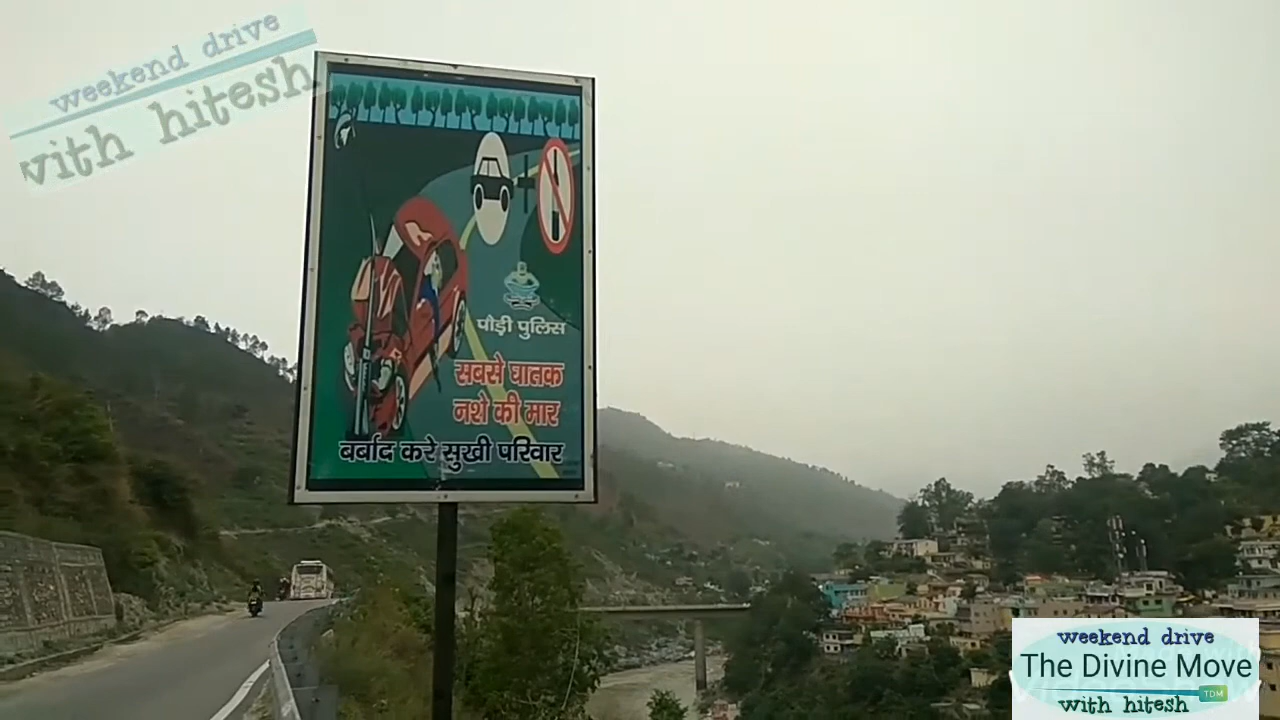 weekend drive
with hitesh
पौड़ी पुलिस
सबसे घातक
नशे की मार
बर्बाद करे सुखी परिवार
weekend drive
The Divine Move
TDM
with hitesh